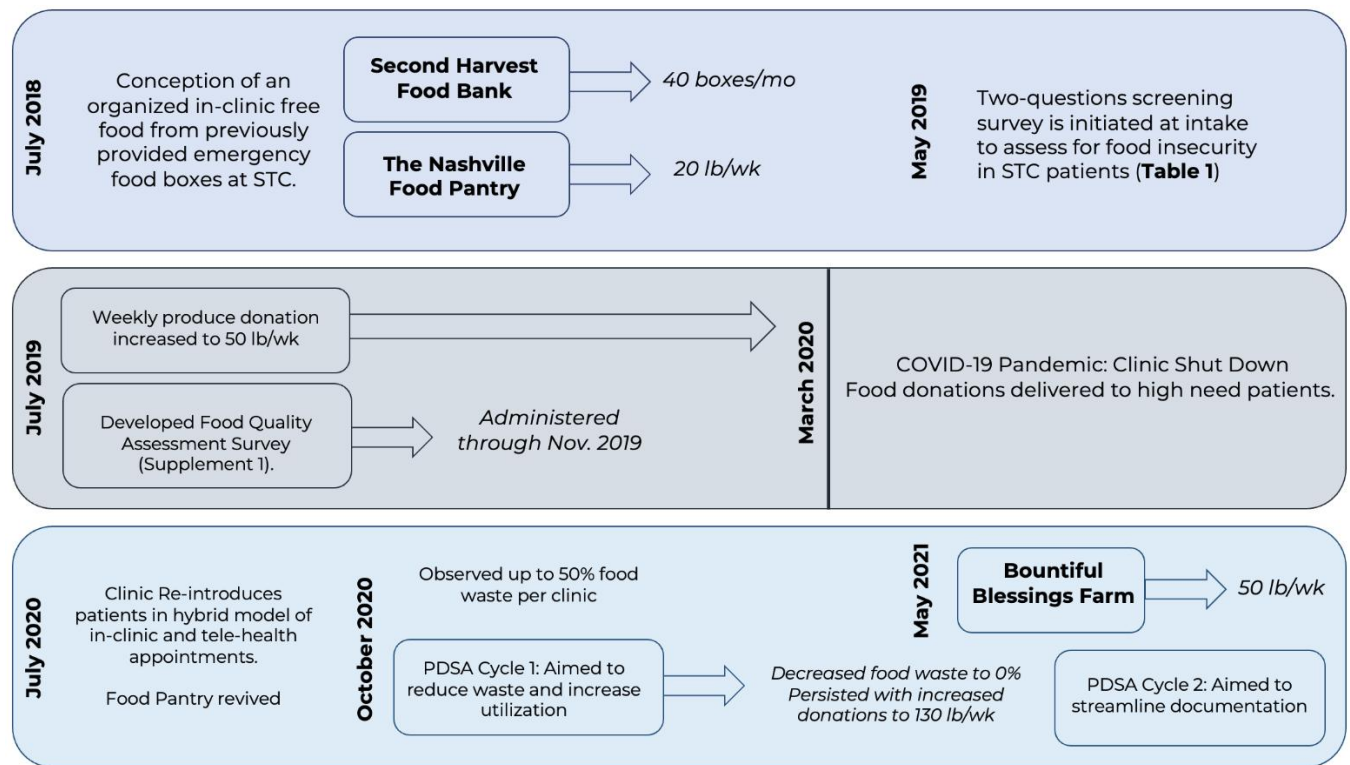 July 2018
Conception of an
organized in-clinic free
food from previously
provided emergency
food boxes at STC.
Second Harvest
Food Bank
40 boxes/mo
The Nashville
Food Pantry
20 lb/wk
May 2019
Two-questions screening
survey is initiated at intake
to assess for food insecurity
in STC patients (Table 1)
July 2019
Weekly produce donation
increased to 50 lb/wk
Developed Food Quality
Assessment Survey
(Supplement 1).
Administered
through Nov. 2019
March 2020
COVID-19 Pandemic: Clinic Shut Down
Food donations delivered to high need patients.
July 2020
Clinic Re-introduces
patients in hybrid model of
in-clinic and tele-health
appointments.
Food Pantry revived
October 2020
Observed up to 50% food
waste per clinic
PDSA Cycle 1: Aimed to
reduce waste and increase
utilization
Decreased food waste to 0%
Persisted with increased
donations to 130 lb/wk
May 2021
Bountiful
Blessings Farm
50 lb/wk
PDSA Cycle 2: Aimed to
streamline documentation